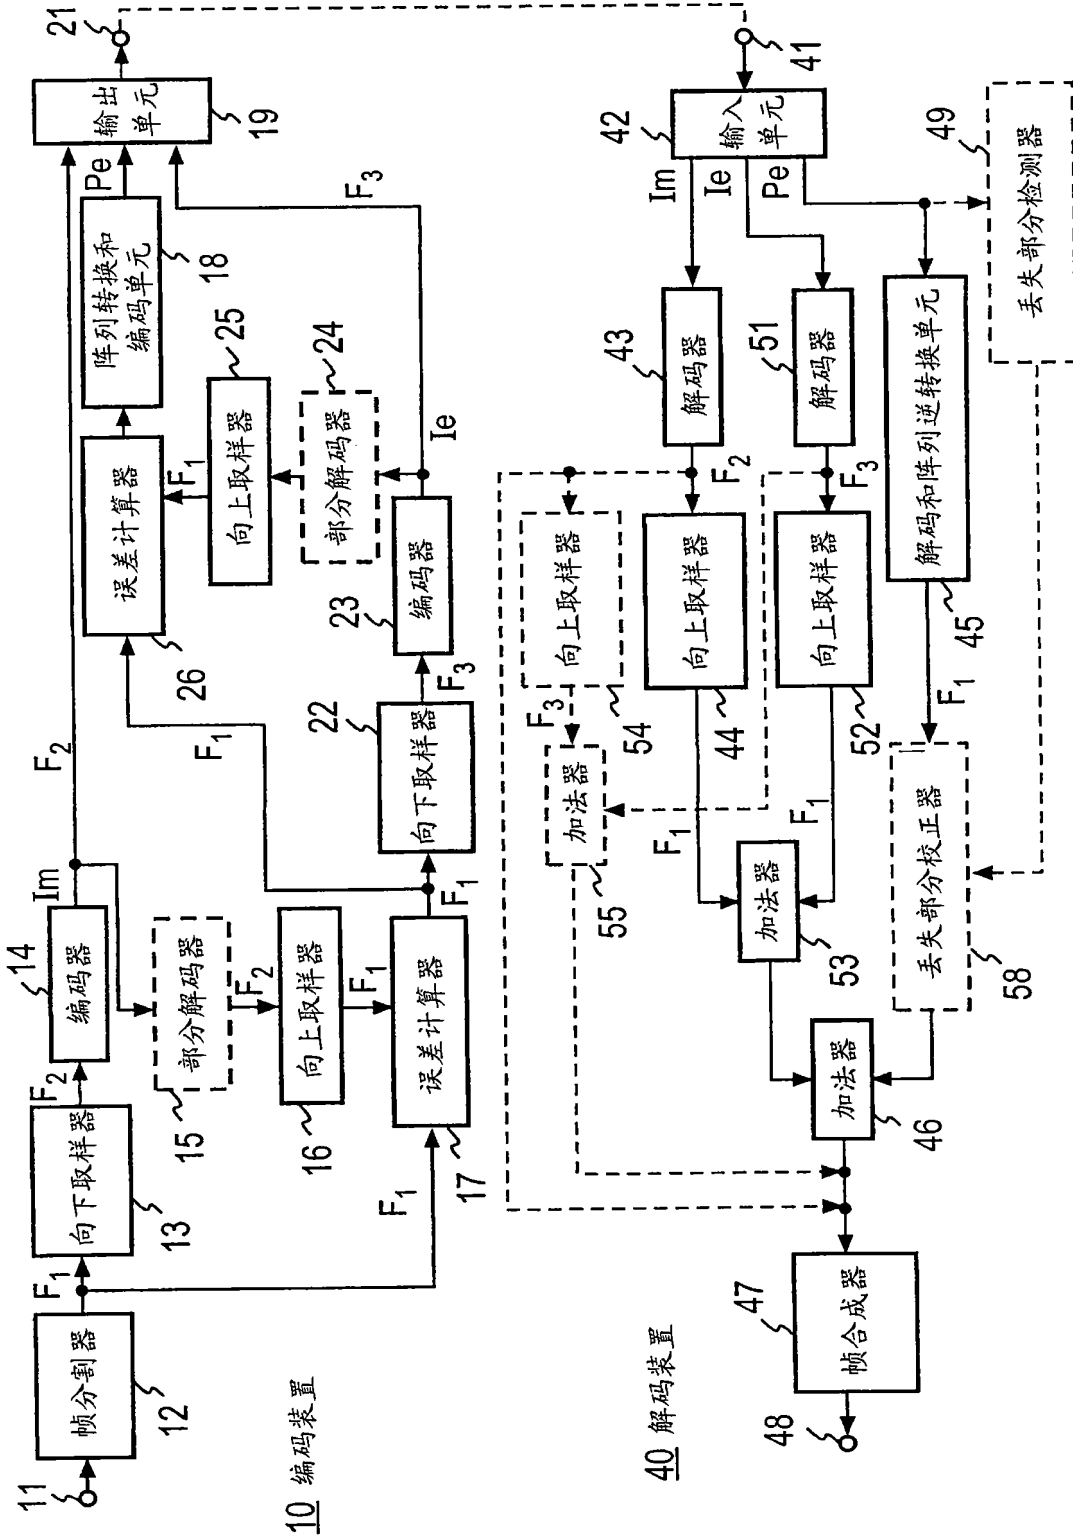 11
帧分割器
12
F1
向下取样器
13
F2
编码器
14
Im
F2
部分解码器
15
F2
向上取样器
16
F1
误差计算器
17
F1
F1
向下取样器
22
F3
编码器
23
Ie
F3
部分解码器
24
向上取样器
25
F1
误差计算器
26
F1
阵列转换和
编码单元
18
Pe
输出
单元
19
21
10 编码装置
41
输入
单元
42
Im
Ie
Pe
解码器
43
F2
解码器
51
F3
解码和阵列逆转换单元
45
F1
丢失部分检测器
49
向上取样器
54
F3
向上取样器
44
F1
向上取样器
52
F1
加法器
55
加法器
53
丢失部分校正器
58
加法器
46
帧合成器
47
48
40 解码装置